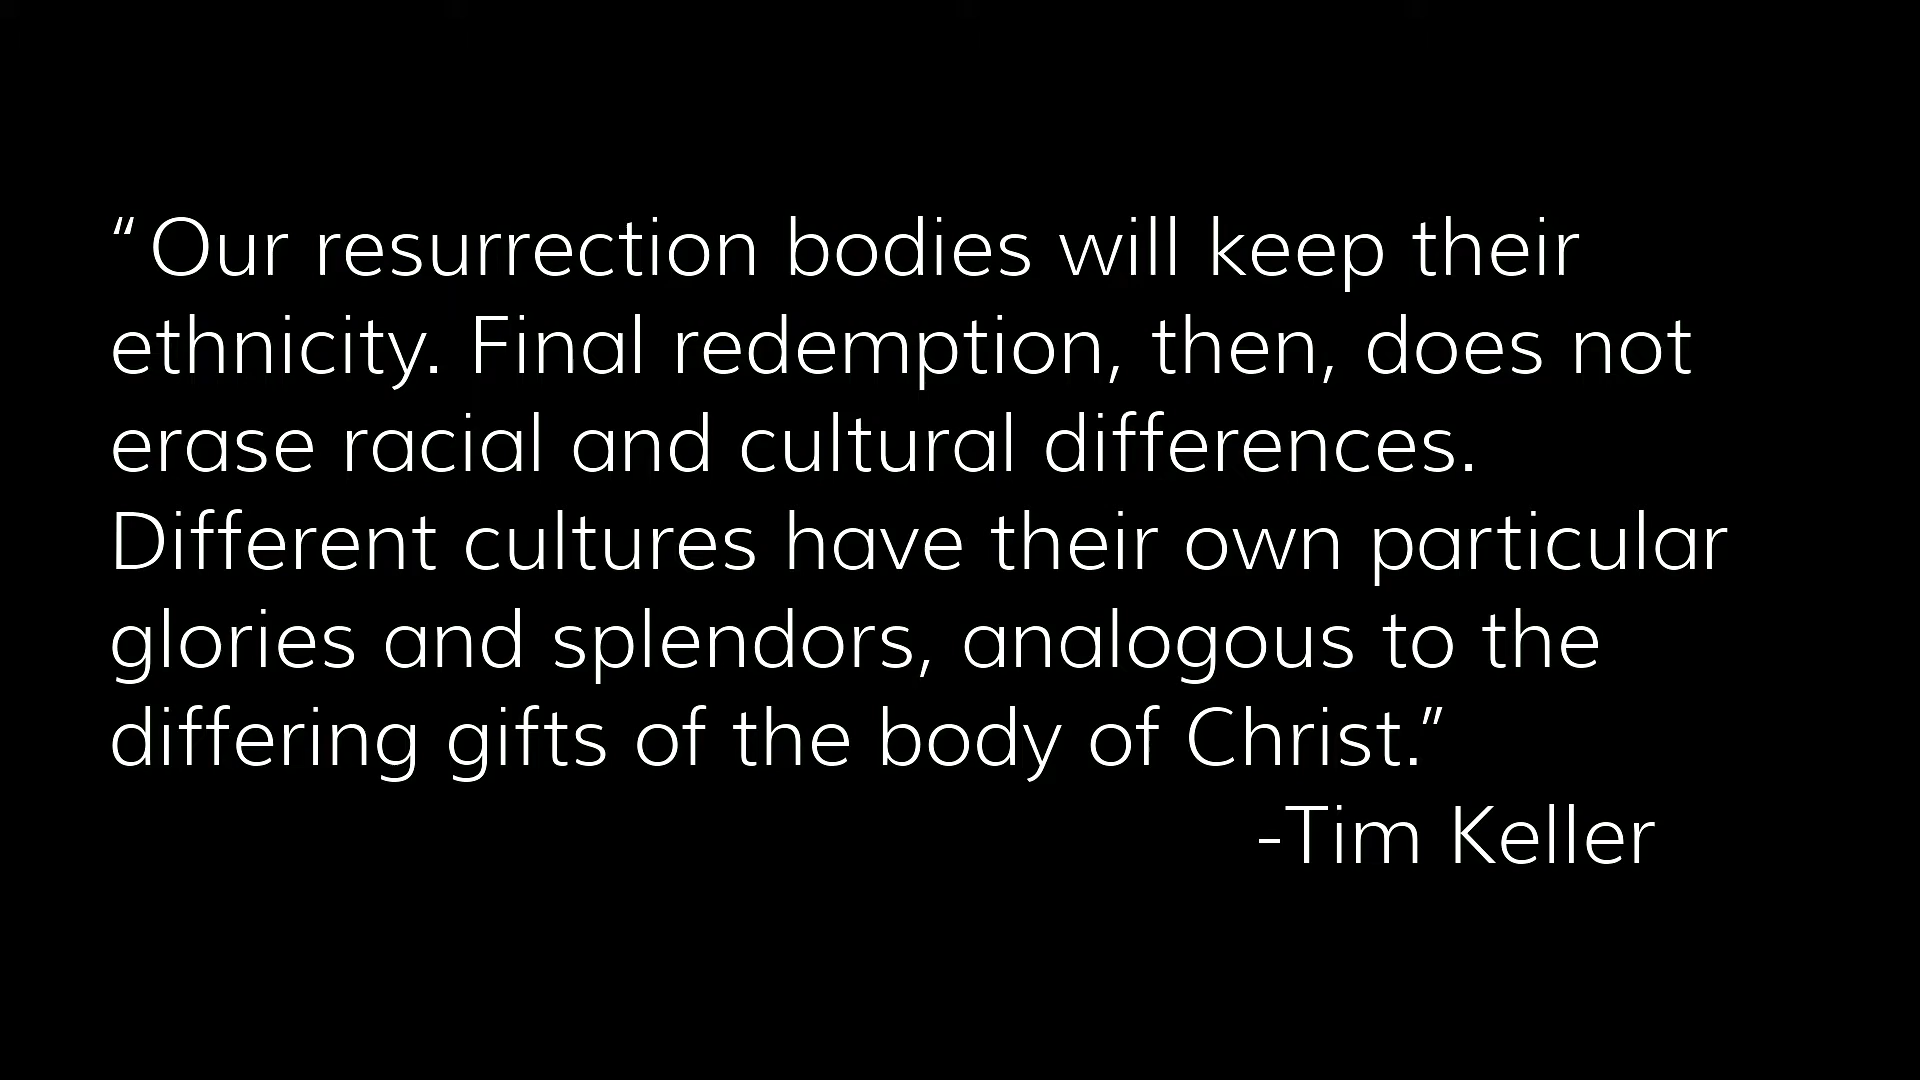 “Our resurrection bodies will keep their
ethnicity. Final redemption, then, does not
erase racial and cultural differences.
Different cultures have their own particular
glories and splendors, analogous to the
differing gifts of the body of Christ.”
-Tim Keller